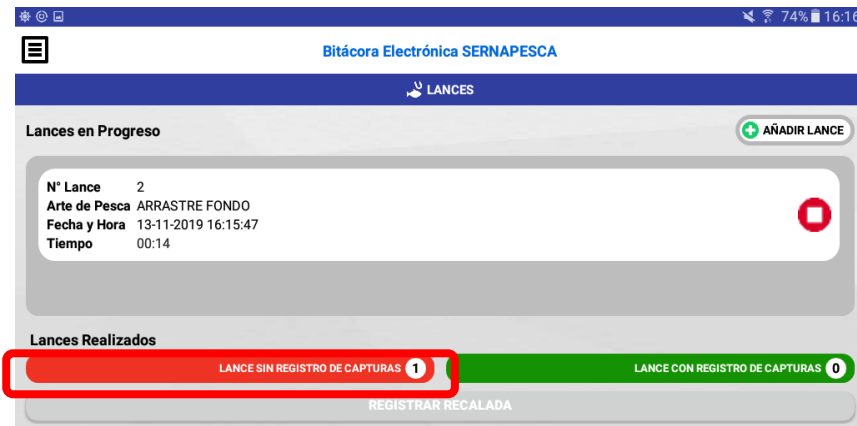 74% 16:16
Bitácora Electrónica SERNAPESCA
LANCES
Lances en Progreso
AÑADIR LANCE
N° Lance 2
Arte de Pesca ARRASTRE FONDO
Fecha y Hora 13-11-2019 16:15:47
Tiempo 00:14
Lances Realizados
LANCE SIN REGISTRO DE CAPTURAS 1
LANCE CON REGISTRO DE CAPTURAS 0
REGISTRAR RECALADA